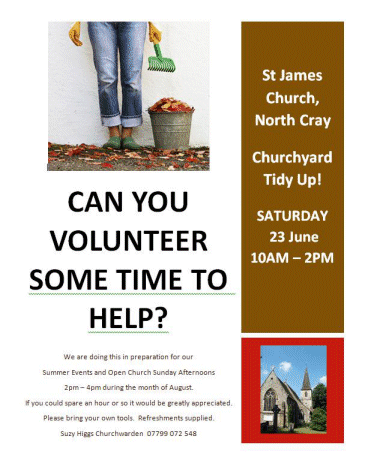 CAN YOU
VOLUNTEER
SOME TIME TO
HELP?
We are doing this in preparation for our
Summer Events and Open Church Sunday Afternoons
2pm – 4pm during the month of August.
If you could spare an hour or so it would be greatly appreciated.
Please bring your own tools.  Refreshments supplied.
Suzy Higgs Churchwarden  07799 072 548
St James
Church,
North Cray
Churchyard
Tidy Up!
SATURDAY
23 June
10AM – 2PM